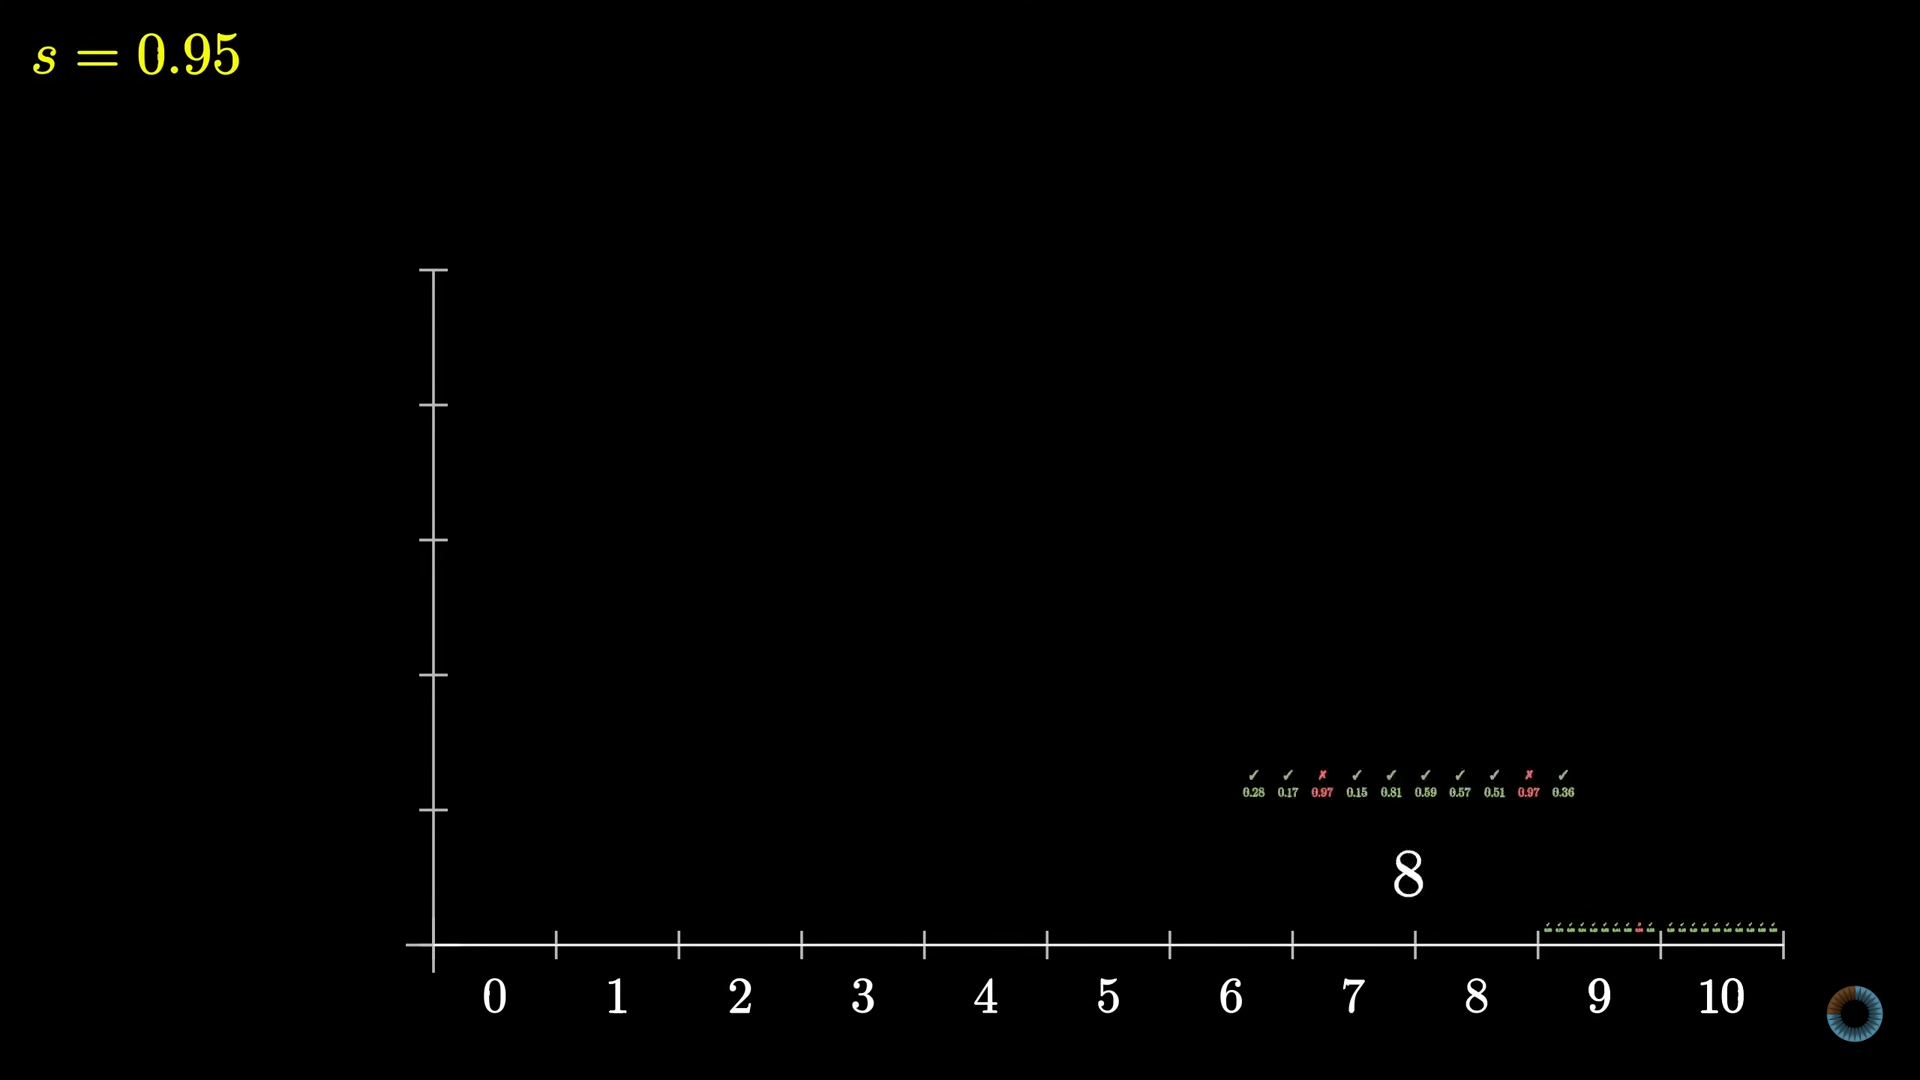 s = 0.95
✓ ✓ ✗ ✓ ✓ ✓ ✓ ✓ ✗ ✓
0.28 0.17 0.97 0.15 0.81 0.59 0.57 0.51 0.97 0.36
8
0 1 2 3 4 5 6 7 8 9 10